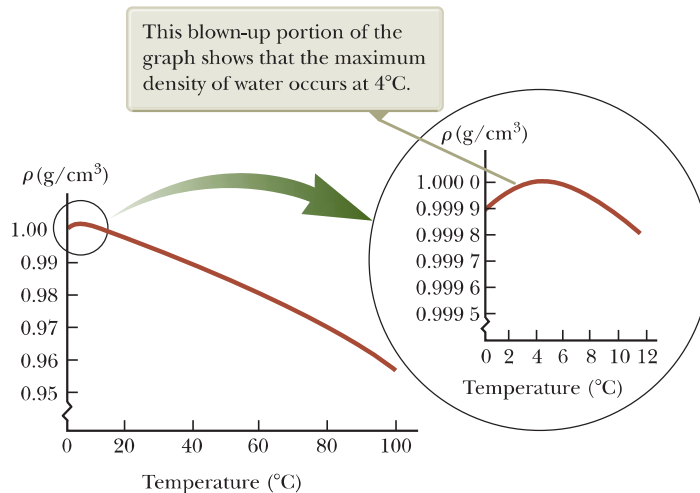 This blown-up portion of the
graph shows that the maximum
density of water occurs at 4°C.
ρ (g/cm³)
1.00
0.99
0.98
0.97
0.96
0.95
0 20 40 60 80 100
Temperature (°C)
ρ (g/cm³)
1.000 0
0.999 9
0.999 8
0.999 7
0.999 6
0.999 5
0 2 4 6 8 10 12
Temperature (°C)